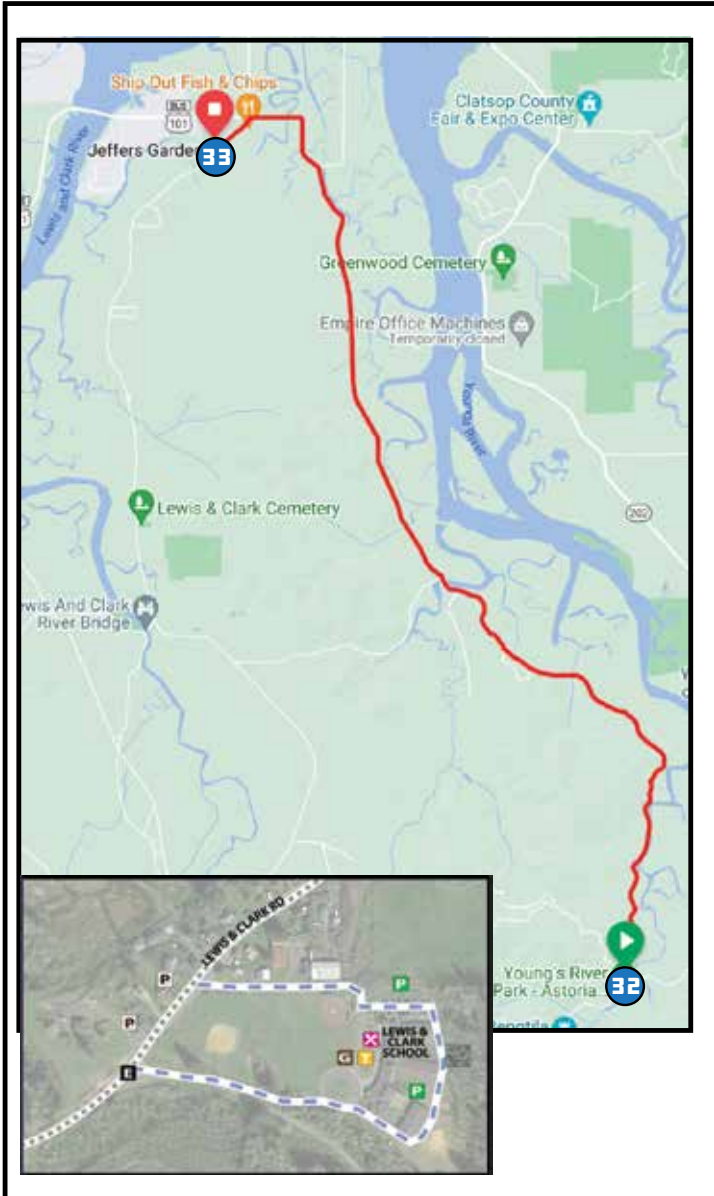 Ship Out Fish & Chips
BUS
101
Clatsop County
Fair & Expo Center
Jeffers Garde
33
Lewis and Clark River
Greenwood Cemetery
Empire Office Machines
Temporarily closed
Youngs River
202
Lewis & Clark Cemetery
ewis And Clark
River Bridge
Young's River
Park - Astoria
32
LEWIS & CLARK RD
P
P
P
LEWIS &
CLARK
SCHOOL
G
T
P
E